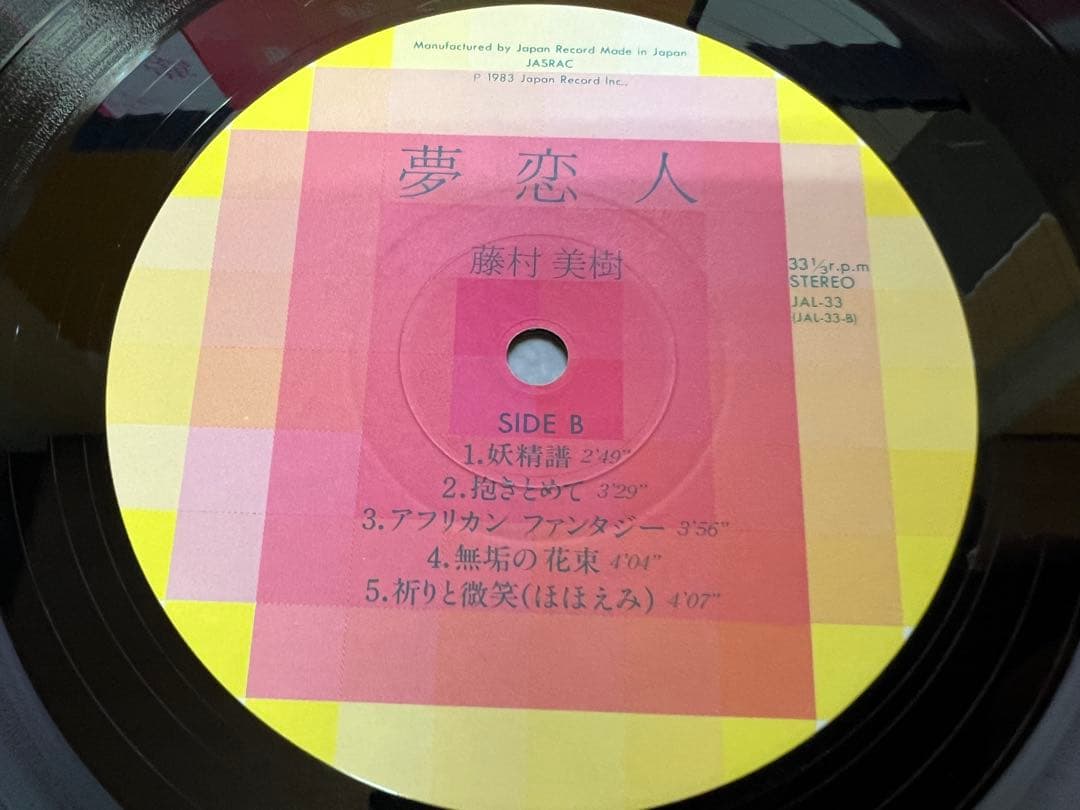 Manufactured by Japan Record Made in Japan
JASRAC
℗ 1983 Japan Record Inc.,
夢恋人
藤村美樹
33 1/3 r.p.m
STEREO
JAL-33
(JAL-33-B)
SIDE B
1.妖精譜 2'49"
2.抱きとめて 3'29"
3.アフリカン ファンタジー 3'56"
4.無垢の花束 4'04"
5.祈りと微笑(ほほえみ) 4'07"